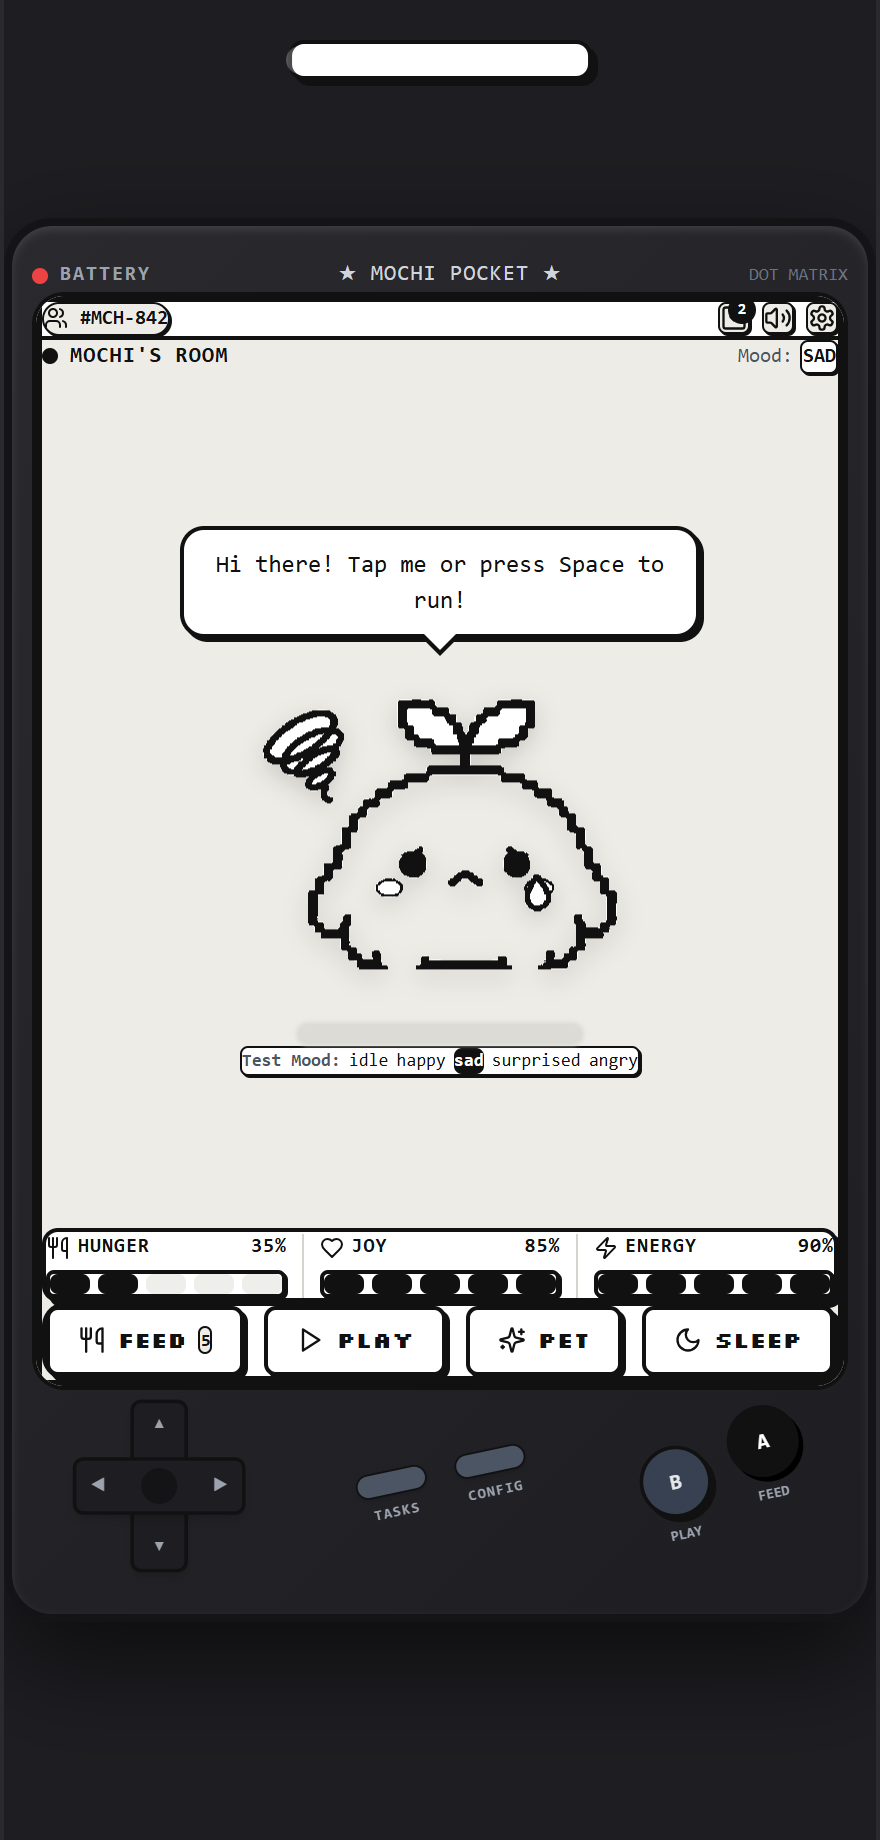 BATTERY ★ MOCHI POCKET ★ DOT MATRIX
#MCH-842 2
MOCHI'S ROOM Mood: SAD
Hi there! Tap me or press Space to
run!
Test Mood: idle happy sad surprised angry
HUNGER 35% JOY 85% ENERGY 90%
FEED 5 PLAY PET SLEEP
A
B
CONFIG
FEED
TASKS
PLAY